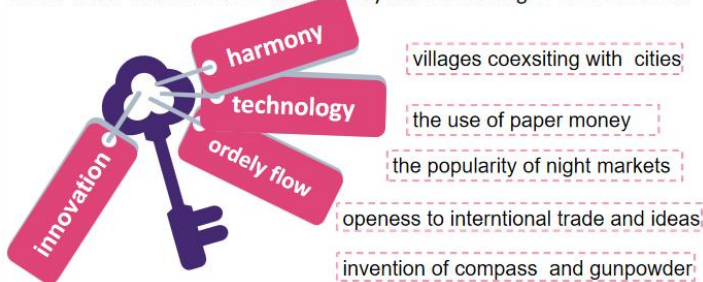 harmony
technology
ordely flow
innovation
villages coexsiting with cities
the use of paper money
the popularity of night markets
openess to interntional trade and ideas
invention of compass and gunpowder